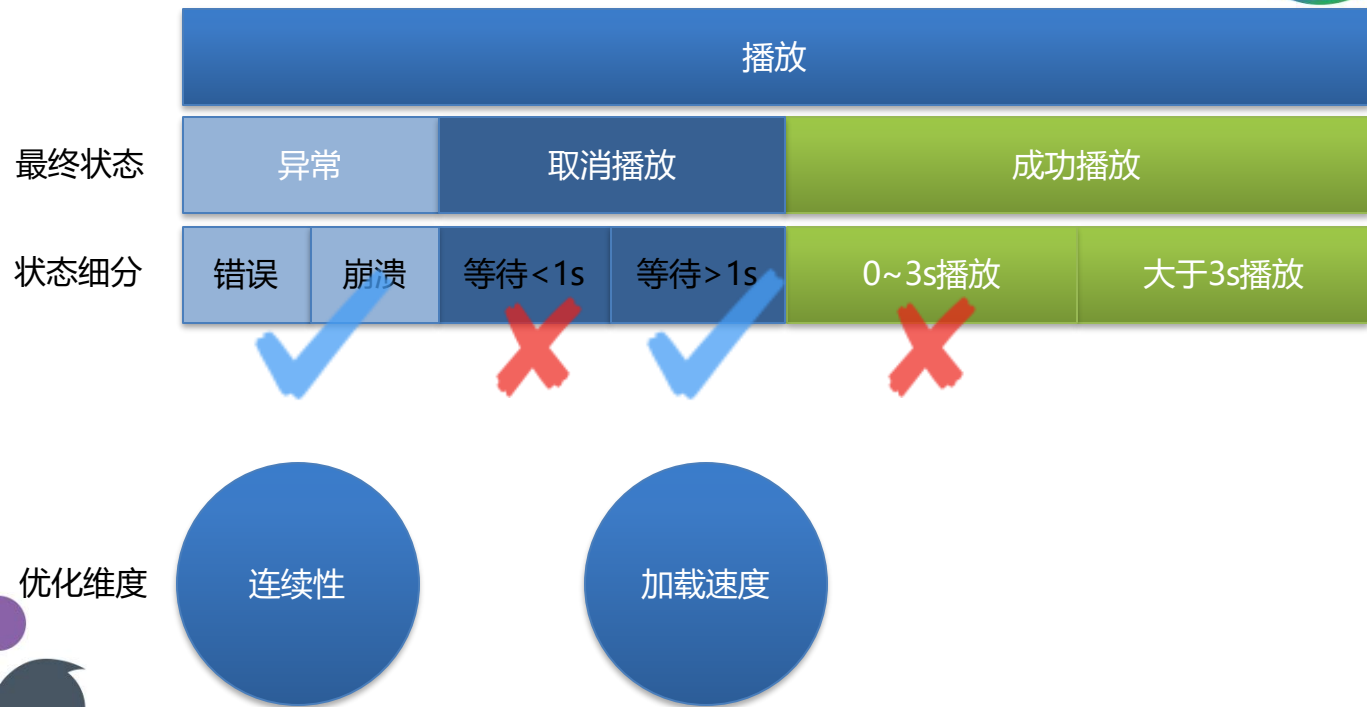 播放
最终状态
异常
取消播放
成功播放
状态细分
错误
崩溃
等待<1s
等待>1s
0~3s播放
大于3s播放
优化维度
连续性
加载速度